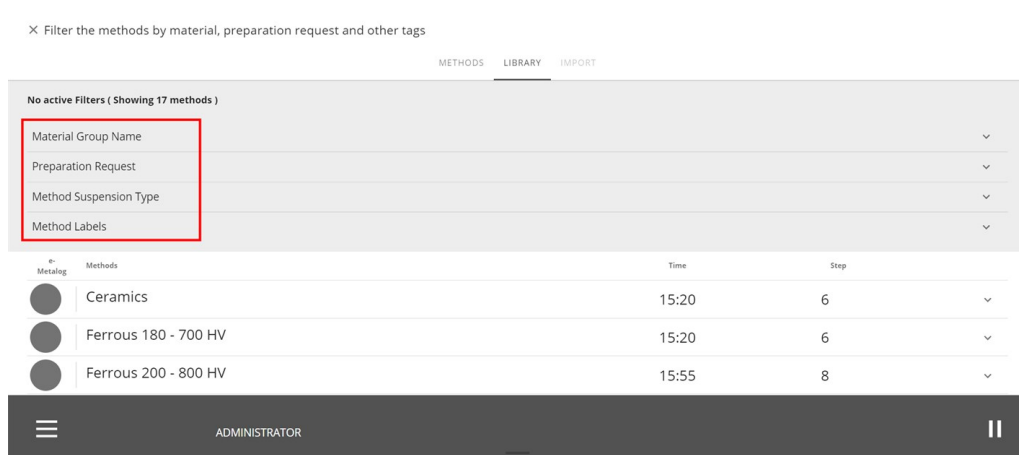 × Filter the methods by material, preparation request and other tags
METHODS LIBRARY IMPORT
No active Filters ( Showing 17 methods )
Material Group Name
Preparation Request
Method Suspension Type
Method Labels
e-
Metalog Methods Time Step
Ceramics 15:20 6
Ferrous 180 - 700 HV 15:20 6
Ferrous 200 - 800 HV 15:55 8
ADMINISTRATOR